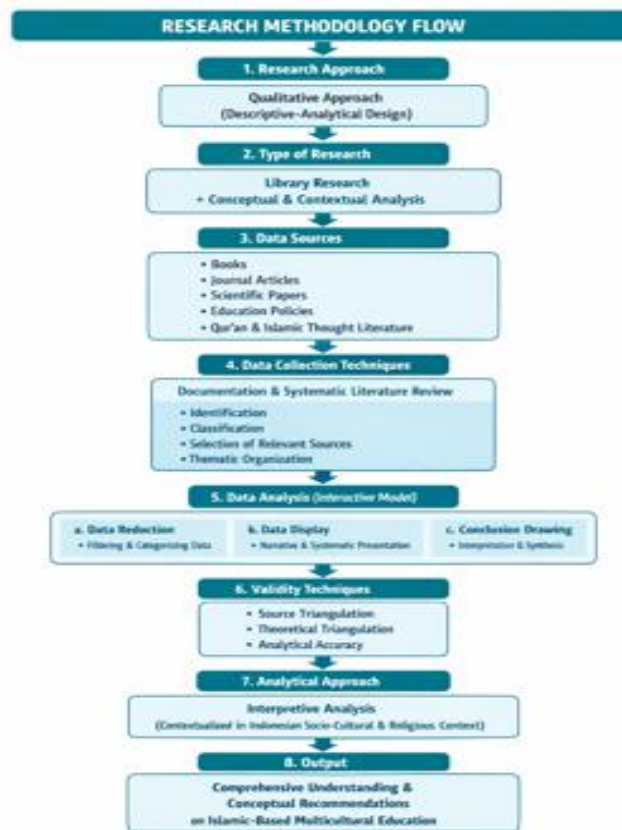 RESEARCH METHODOLOGY FLOW
1. Research Approach
Qualitative Approach
(Descriptive-Analytical Design)
2. Type of Research
Library Research
+ Conceptual & Contextual Analysis
3. Data Sources
• Books
• Journal Articles
• Scientific Papers
• Education Policies
• Qur'an & Islamic Thought Literature
4. Data Collection Techniques
Documentation & Systematic Literature Review
• Identification
• Classification
• Selection of Relevant Sources
• Thematic Organization
5. Data Analysis (Interactive Model)
a. Data Reduction
• Filtering & Categorizing Data
b. Data Display
• Narrative & Systematic Presentation
c. Conclusion Drawing
• Interpretation & Synthesis
6. Validity Techniques
• Source Triangulation
• Theoretical Triangulation
• Analytical Accuracy
7. Analytical Approach
Interpretive Analysis
(Contextualized in Indonesian Socio-Cultural & Religious Context)
8. Output
Comprehensive Understanding &
Conceptual Recommendations
on Islamic-Based Multicultural Education